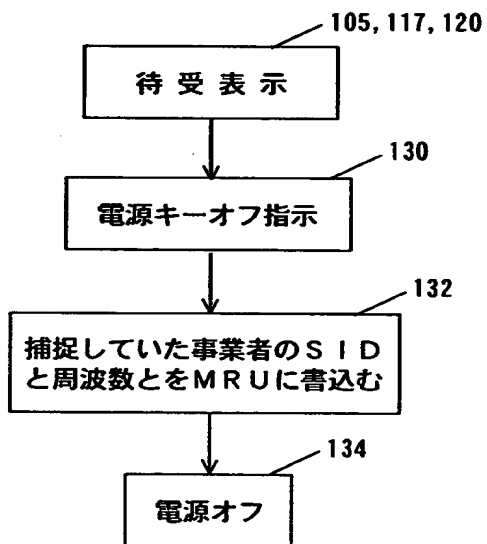 105, 117, 120
待受表示
130
電源キーオフ指示
132
捕捉していた事業者のSID
と周波数とをMRUに書込む
134
電源オフ